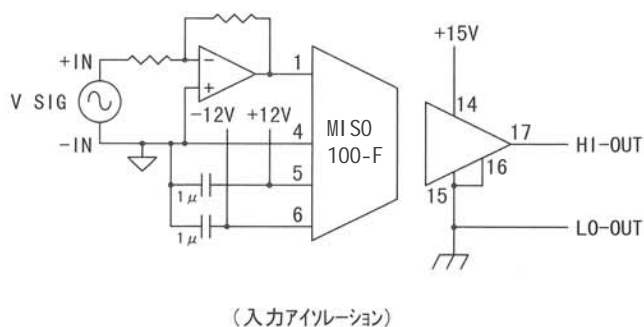 +15V
+IN
1
14
−
+
V SIG
−12V
+12V
MISO
100-F
17
HI-OUT
−IN
4
16
5
15
1μ
6
LO-OUT
1μ
(入力アイソレーション)